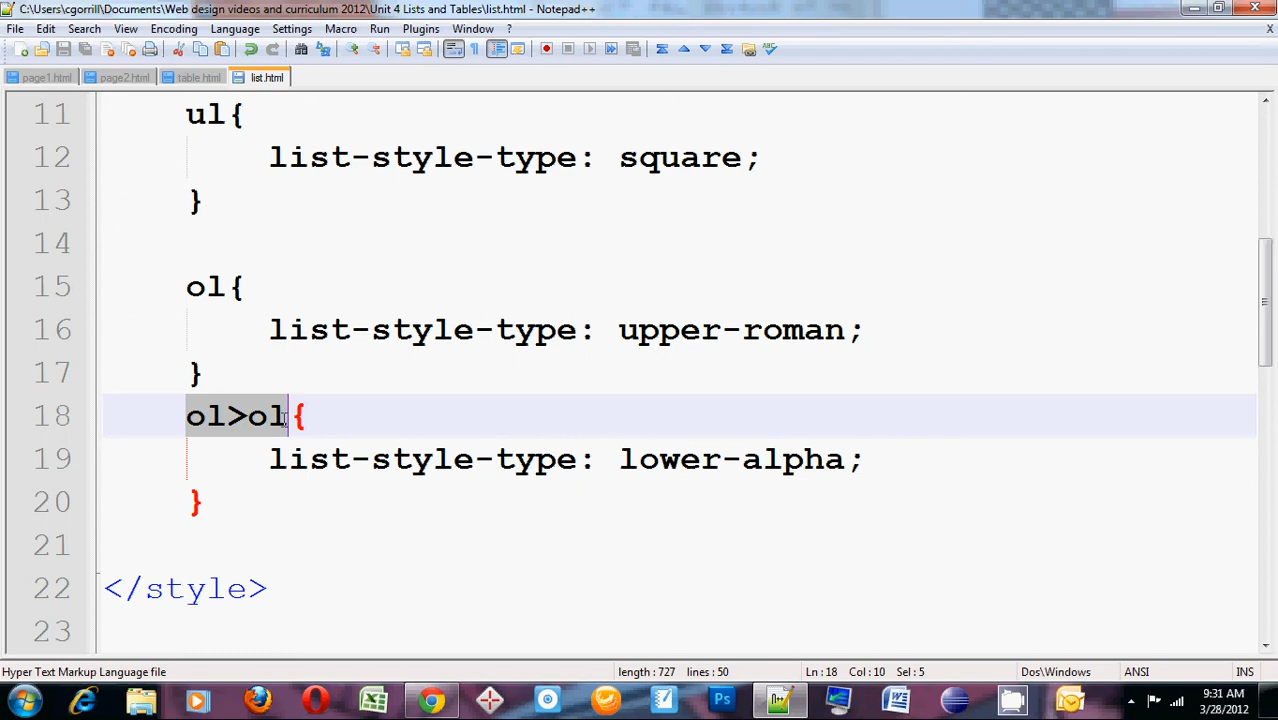 C:\Users\cgorrill\Documents\Web design videos and curriculum 2012\Unit 4 Lists and Tables\list.html - Notepad++
File Edit Search View Encoding Language Settings Macro Run Plugins Window ? X
page1.html page2.html table.html list.html
11 ul{
12 list-style-type: square;
13 }
14
15 ol{
16 list-style-type: upper-roman;
17 }
18 ol>ol{
19 list-style-type: lower-alpha;
20 }
21
22 </style>
23
Hyper Text Markup Language file length : 727 lines : 50 Ln : 18 Col : 10 Sel : 5 Dos\Windows ANSI INS
9:31 AM
3/28/2012